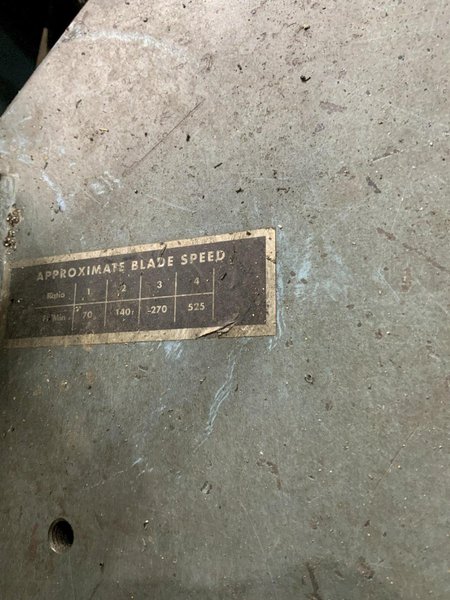 APPROXIMATE BLADE SPEED
Ratio 1 2 3 4
Ft Min. 70 140 270 525